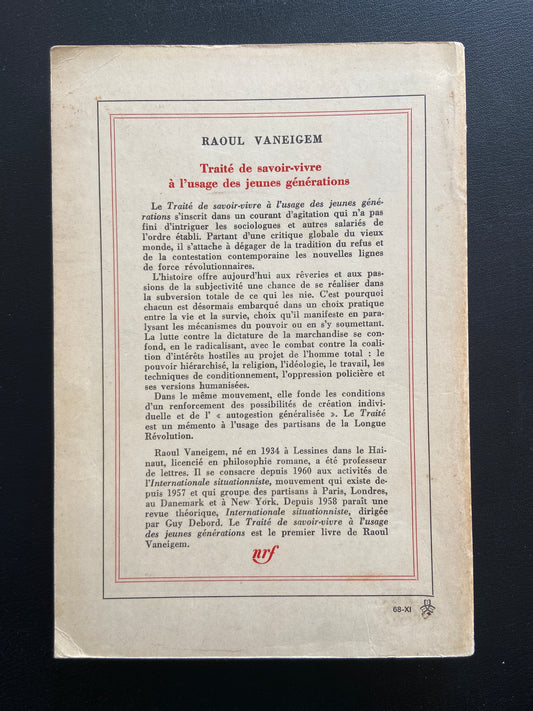 RAOUL VANEIGEM
Traité de savoir-vivre
à l'usage des jeunes générations
Le Traité de savoir-vivre à l'usage des jeunes géné-
rations s'inscrit dans un courant d'agitation qui n'a pas
fini d'intriguer les sociologues et autres salariés de
l'ordre établi. Partant d'une critique globale du vieux
monde, il s'attache à dégager de la tradition du refus et
de la contestation contemporaine les nouvelles lignes
de force révolutionnaires.
L'histoire offre aujourd'hui aux rêveries et aux pas-
sions de la subjectivité une chance de se réaliser dans
la subversion totale de ce qui les nie. C'est pourquoi
chacun est désormais embarqué dans un choix pratique
entre la vie et la survie, choix qu'il manifeste en para-
lysant les mécanismes du pouvoir ou en s'y soumettant.
La lutte contre la dictature de la marchandise se con-
fond, en le radicalisant, avec le combat contre la coali-
tion d'intérêts hostiles au projet de l'homme total : le
pouvoir hiérarchisé, la religion, l'idéologie, le travail, les
techniques de conditionnement, l'oppression policière et
ses versions humanisées.
Dans le même mouvement, elle fonde les conditions
d'un renforcement des possibilités de création indivi-
duelle et de l' « autogestion généralisée ». Le Traité
est un mémento à l'usage des partisans de la Longue
Révolution.
Raoul Vaneigem, né en 1934 à Lessines dans le Hai-
naut, licencié en philosophie romane, a été professeur
de lettres. Il se consacre depuis 1960 aux activités de
l'Internationale situationniste, mouvement qui existe de-
puis 1957 et qui groupe des partisans à Paris, Londres,
au Danemark et à New York. Depuis 1958 paraît une
revue théorique, Internationale situationniste, dirigée
par Guy Debord. Le Traité de savoir-vivre à l'usage
des jeunes générations est le premier livre de Raoul
Vaneigem.
nrf
68-XI